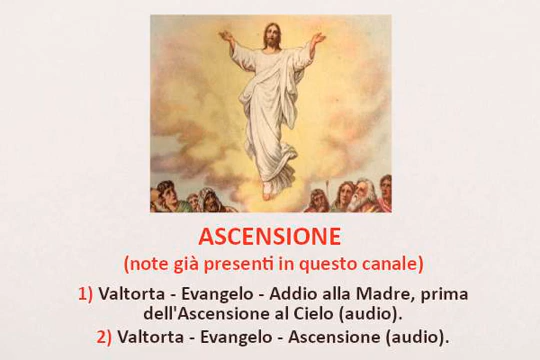 ASCENSIONE
(note già presenti in questo canale)
1) Valtorta - Evangelo - Addio alla Madre, prima
dell'Ascensione al Cielo (audio).
2) Valtorta - Evangelo - Ascensione (audio).